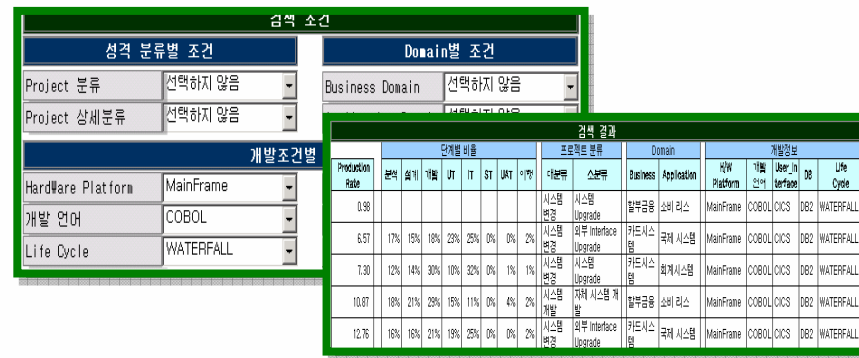 검색 조건
성격 분류별 조건
Domain별 조건
Project 분류
선택하지 않음
Business Domain
선택하지 않음
Project 상세분류
선택하지 않음
개발조건별
HardWare Platform
MainFrame
개발 언어
COBOL
Life Cycle
WATERFALL
검색 결과
단계별 비율 프로젝트 분류 Domain 개발정보
Production Rate 분석 설계 개발 UT IT ST UAT 이행 대분류 소분류 Business Application H/W Platform 개발 언어 User_In terface DB Life Cycle
0.98 시스템 변경 시스템 Upgrade 할부금융 소비 리스 MainFrame COBOL CICS DB2 WATERFALL
6.57 17% 15% 18% 23% 25% 0% 0% 2% 시스템 변경 외부 Interface Upgrade 카드시스템 국제 시스템 MainFrame COBOL CICS DB2 WATERFALL
7.30 12% 14% 30% 10% 32% 0% 1% 1% 시스템 변경 시스템 Upgrade 카드시스템 회계시스템 MainFrame COBOL CICS DB2 WATERFALL
10.87 18% 21% 29% 15% 11% 0% 4% 2% 시스템 개발 자체 시스템 개발 할부금융 소비 리스 MainFrame COBOL CICS DB2 WATERFALL
12.76 16% 16% 21% 19% 25% 0% 0% 2% 시스템 변경 외부 Interface Upgrade 카드시스템 국제 시스템 MainFrame COBOL CICS DB2 WATERFALL